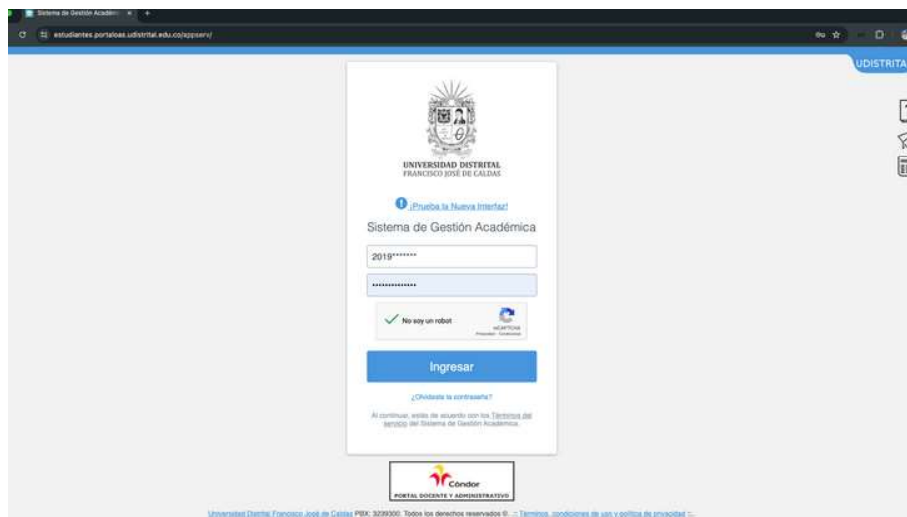 Sistema de Gestión Académi
estudiantes.portaloas.udistrital.edu.co/appserv/
UDISTRITA
UNIVERSIDAD DISTRITAL
FRANCISCO JOSÉ DE CALDAS
¡Prueba la Nueva Interfaz!
Sistema de Gestión Académica
2019*******
No soy un robot
reCAPTCHA
Privacidad - Condiciones
Ingresar
¿Olvidaste la contraseña?
Al continuar, estás de acuerdo con los Términos del
servicio del Sistema de Gestión Académica.
Cóndor
PORTAL DOCENTE Y ADMINISTRATIVO
Universidad Distrital Francisco José de Caldas PBX: 3239300. Todos los derechos reservados ©. .:: Términos, condiciones de uso y política de privacidad ::.